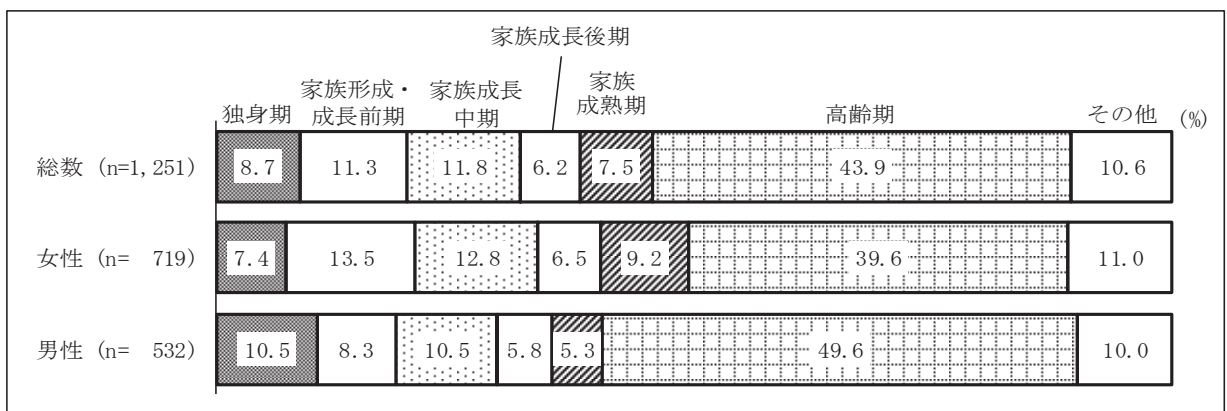 家族成長後期
独身期
家族形成・
成長前期
家族成長
中期
家族
成熟期
高齢期
その他
(%)
総数 (n=1,251) 8.7 11.3 11.8 6.2 7.5 43.9 10.6
女性 (n= 719) 7.4 13.5 12.8 6.5 9.2 39.6 11.0
男性 (n= 532) 10.5 8.3 10.5 5.8 5.3 49.6 10.0